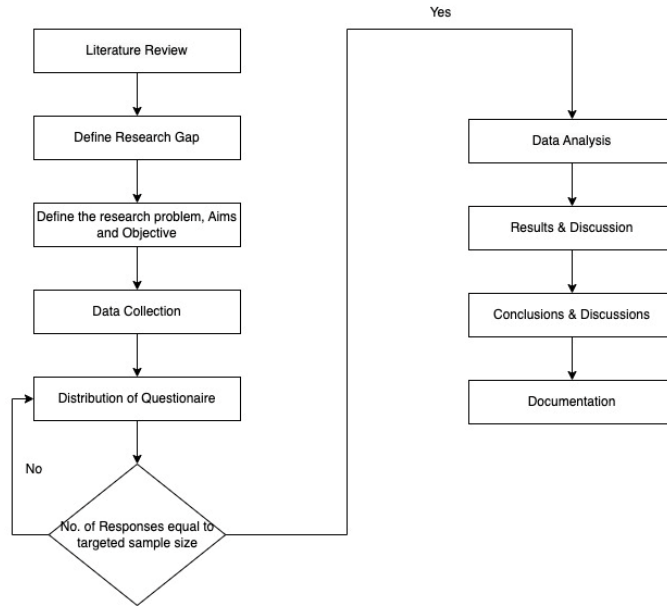 Yes
Literature Review
Define Research Gap
Define the research problem, Aims
and Objective
Data Collection
Distribution of Questionaire
No
No. of Responses equal to
targeted sample size
Data Analysis
Results & Discussion
Conclusions & Discussions
Documentation